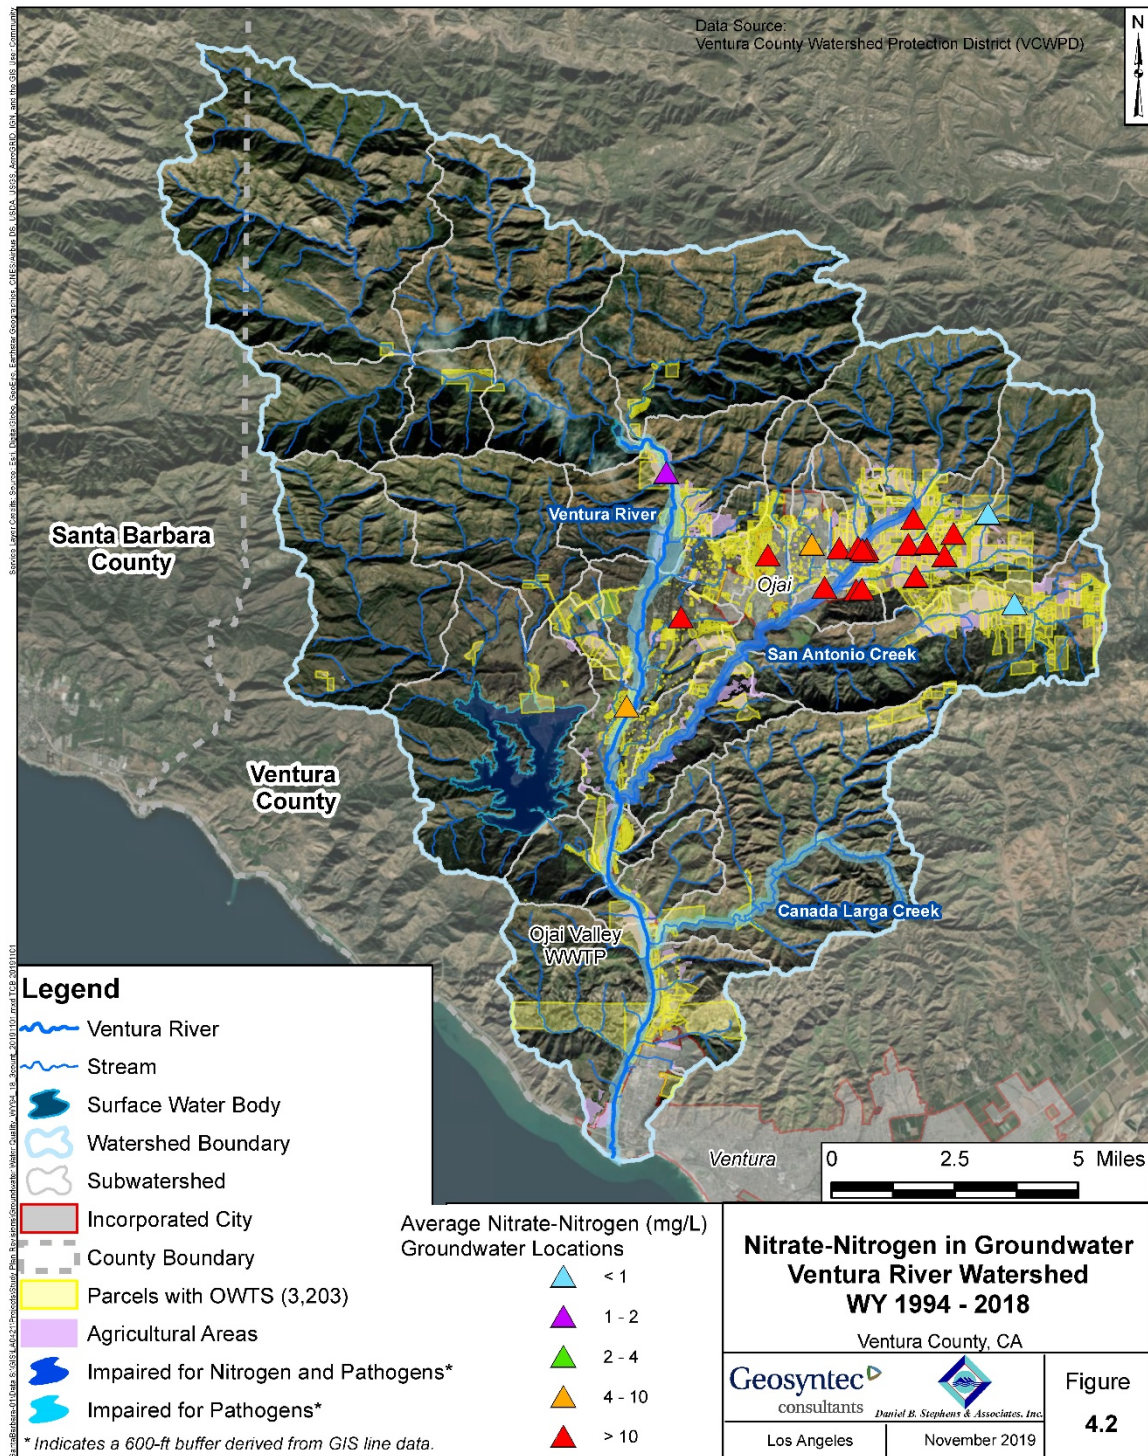 Data Source:
Ventura County Watershed Protection District (VCWPD)
N
Santa Barbara
County
Ventura
County
Ventura River
Ojai
San Antonio Creek
Canada Larga Creek
Ojai Valley
WWTP
Ventura
0 2.5 5 Miles
Legend
Ventura River
Stream
Surface Water Body
Watershed Boundary
Subwatershed
Incorporated City
County Boundary
Parcels with OWTS (3,203)
Agricultural Areas
Impaired for Nitrogen and Pathogens*
Impaired for Pathogens*
* Indicates a 600-ft buffer derived from GIS line data.
Average Nitrate-Nitrogen (mg/L)
Groundwater Locations
< 1
1 - 2
2 - 4
4 - 10
> 10
Nitrate-Nitrogen in Groundwater
Ventura River Watershed
WY 1994 - 2018
Ventura County, CA
Geosyntec
consultants
Daniel B. Stephens & Associates, Inc.
Los Angeles
November 2019
Figure
4.2